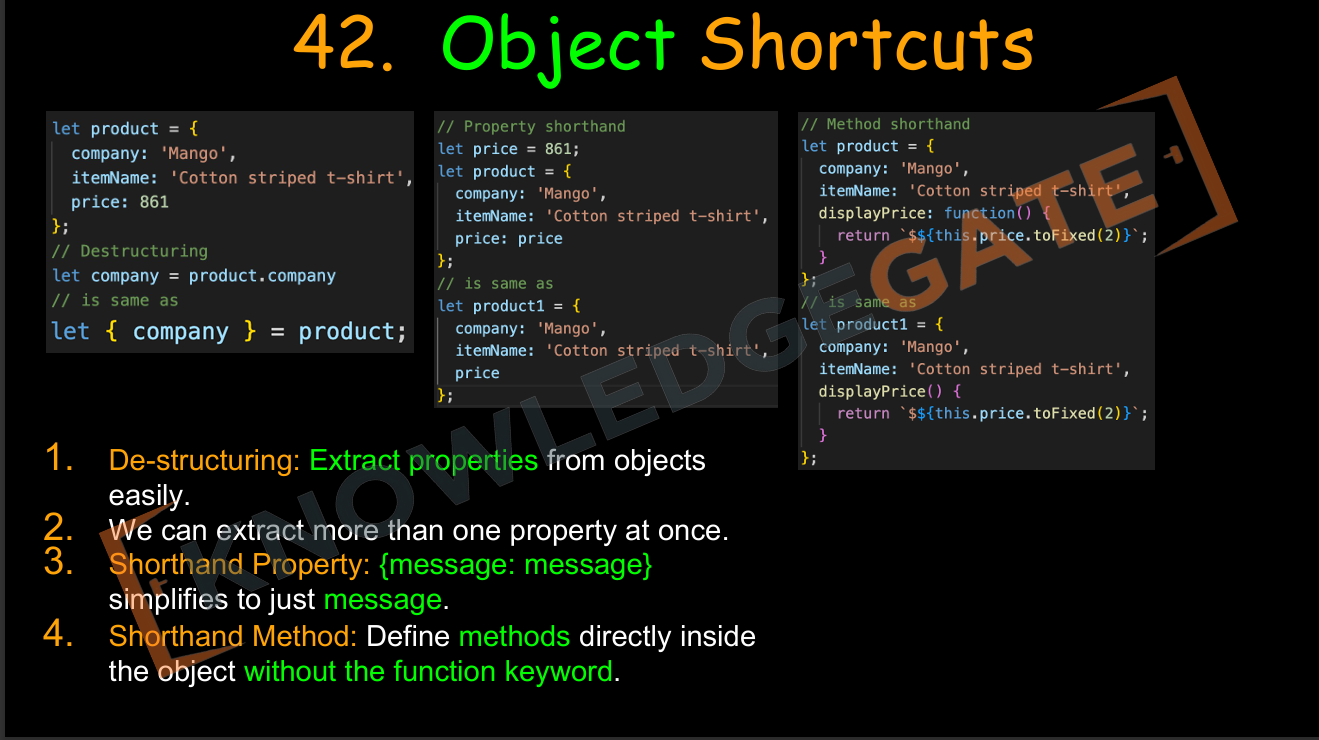 42. Object Shortcuts
let product = {
company: 'Mango',
itemName: 'Cotton striped t-shirt',
price: 861
};
// Destructuring
let company = product.company
// is same as
let { company } = product;
// Property shorthand
let price = 861;
let product = {
company: 'Mango',
itemName: 'Cotton striped t-shirt',
price: price
};
// is same as
let product1 = {
company: 'Mango',
itemName: 'Cotton striped t-shirt',
price
};
// Method shorthand
let product = {
company: 'Mango',
itemName: 'Cotton striped t-shirt',
displayPrice: function() {
return `$${this.price.toFixed(2)}`;
}
};
// is same as
let product1 = {
company: 'Mango',
itemName: 'Cotton striped t-shirt',
displayPrice() {
return `$${this.price.toFixed(2)}`;
}
};
1. De-structuring: Extract properties from objects
easily.
2. We can extract more than one property at once.
3. Shorthand Property: {message: message}
simplifies to just message.
4. Shorthand Method: Define methods directly inside
the object without the function keyword.
KNOWLEDGEGATE